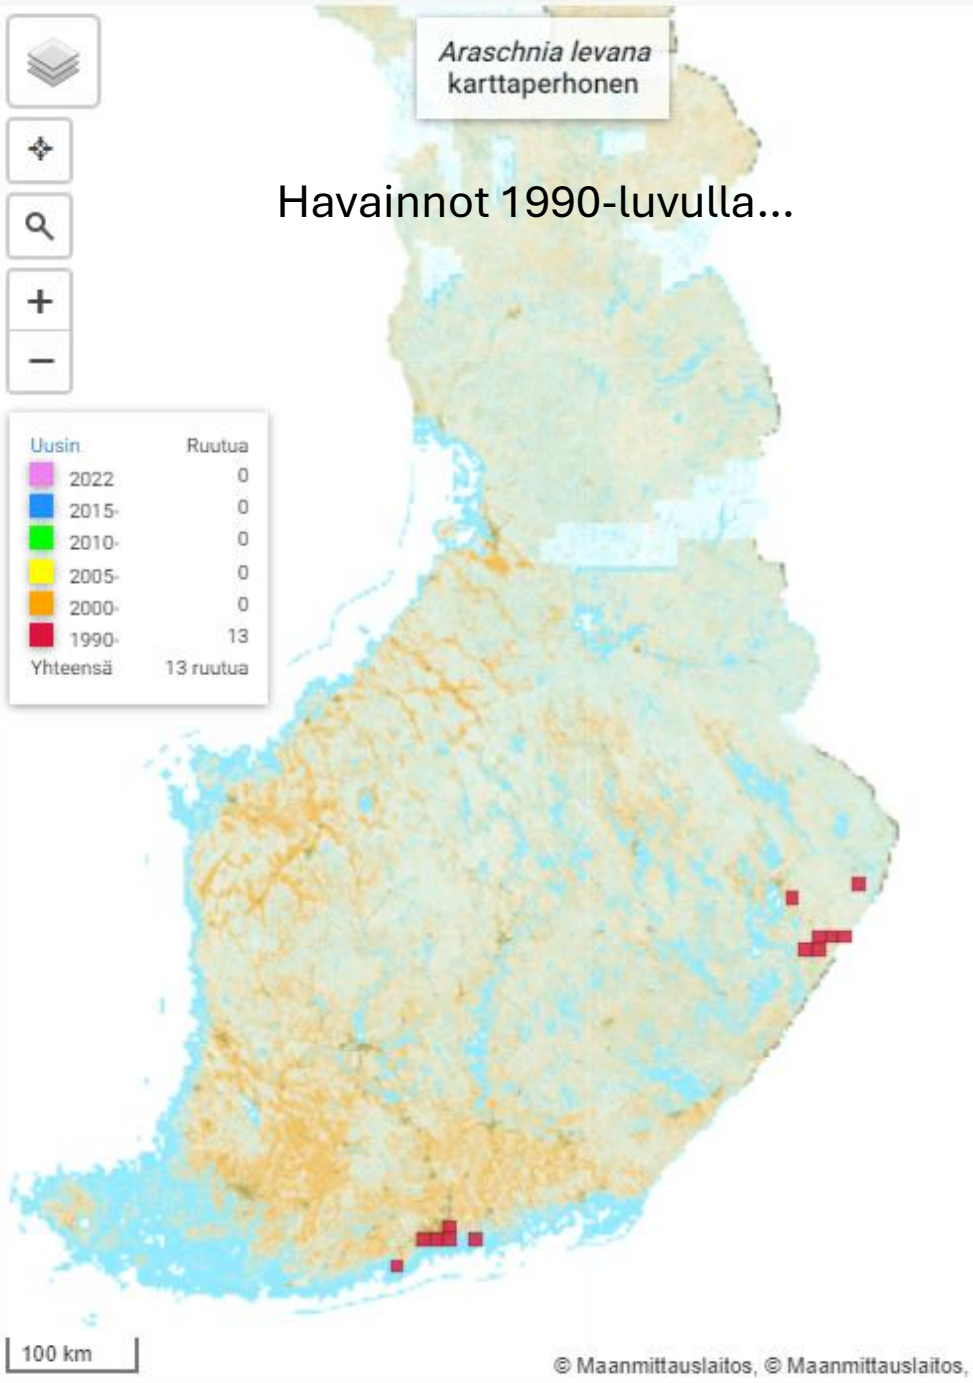 Araschnia levana
karttaperhonen
Havainnot 1990-luvulla...
+
−
Uusin Ruutua
2022 0
2015- 0
2010- 0
2005- 0
2000- 0
1990- 13
Yhteensä 13 ruutua
100 km
© Maanmittauslaitos, © Maanmittauslaitos,